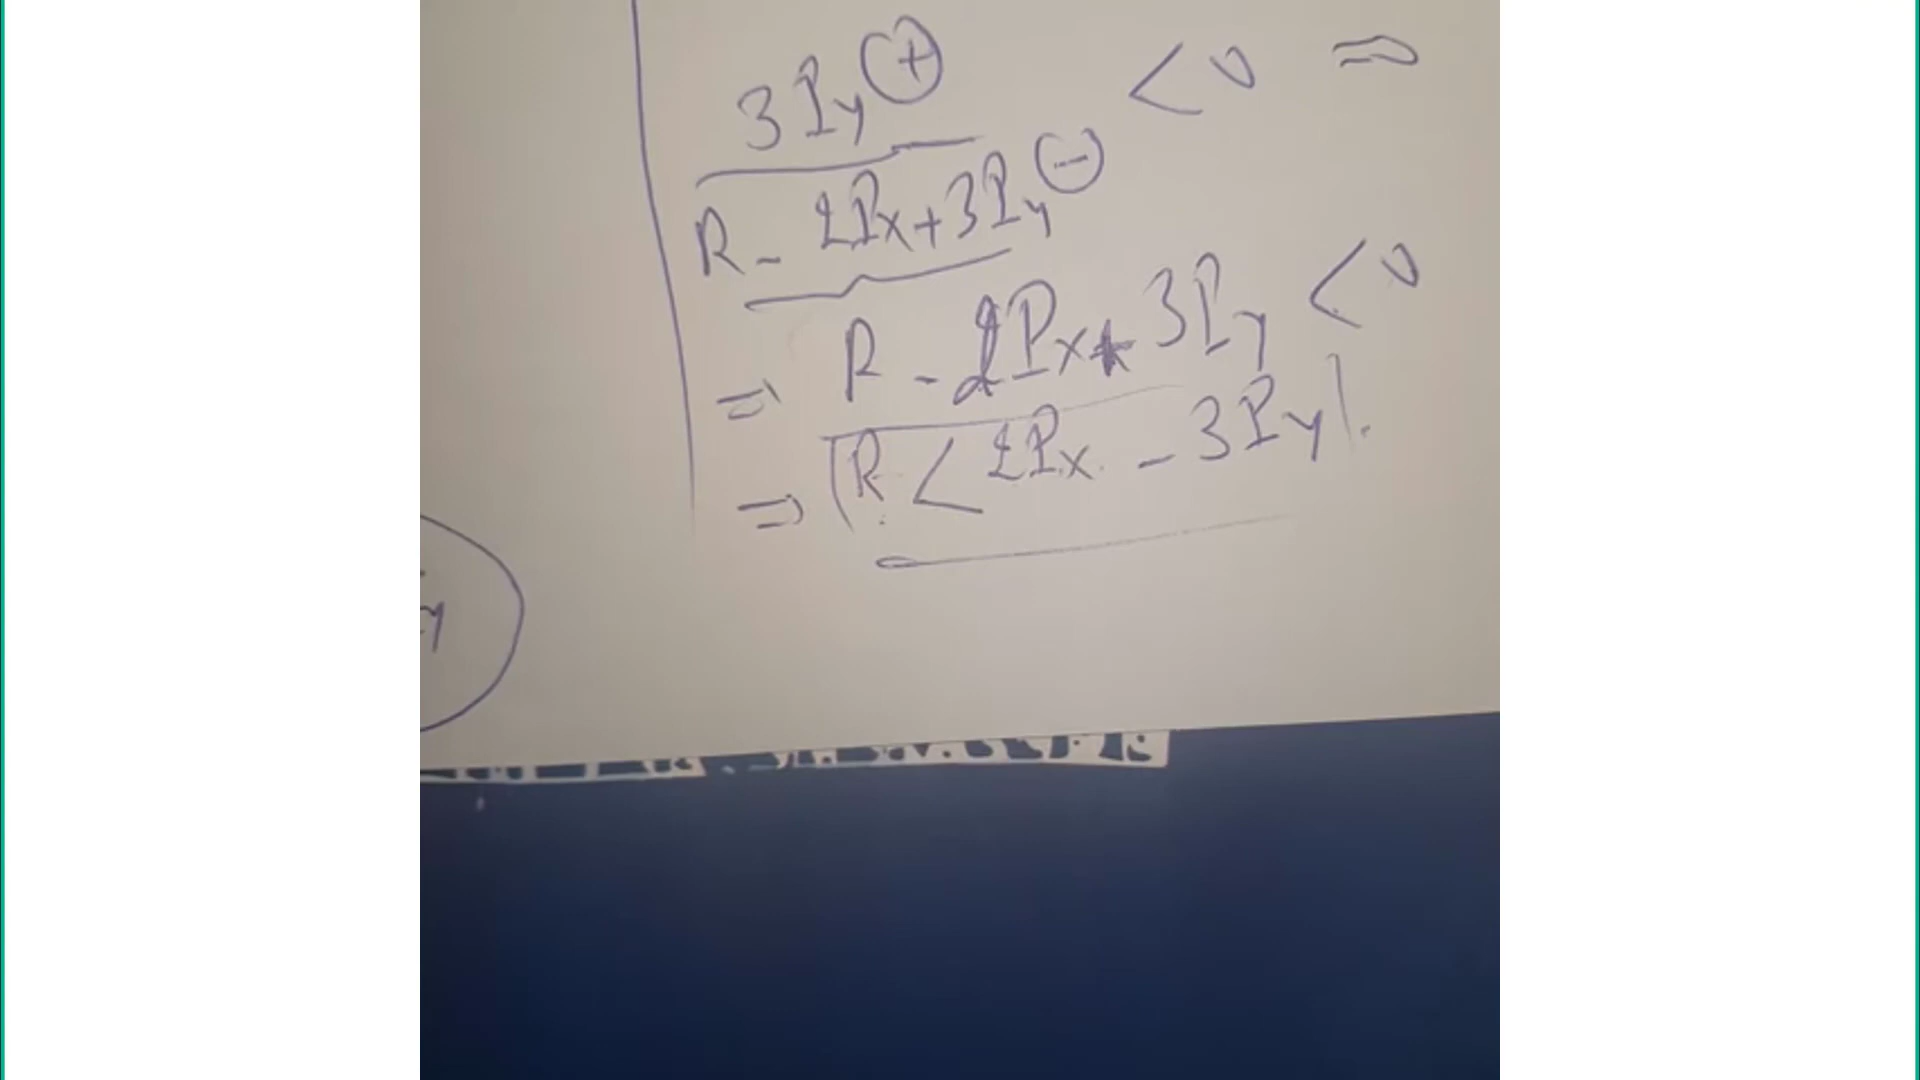 3Py (+)
< 0 ⇒
R - 2Px + 3Py (-)
⇒ R - 2Px + 3Py < 0
⇒ R < 2Px - 3Py
y